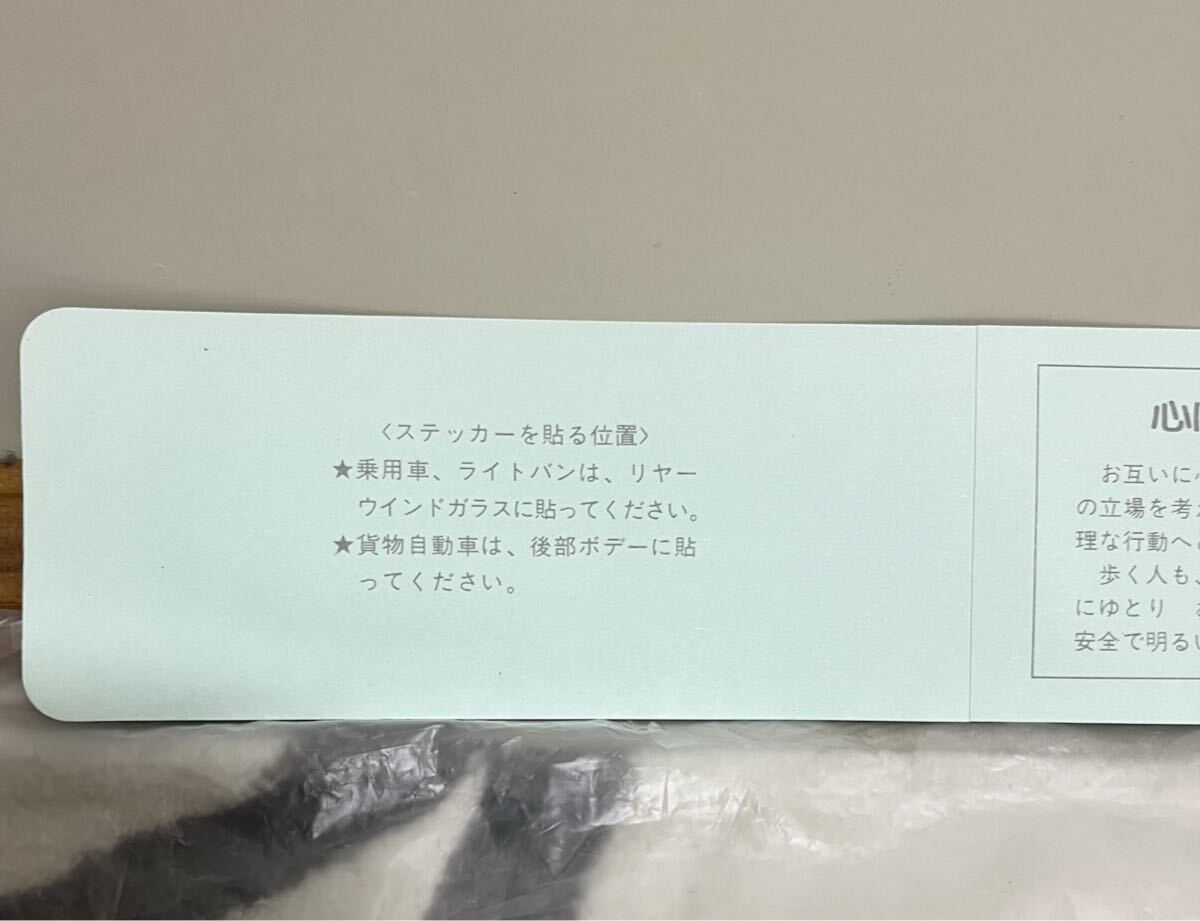 〈ステッカーを貼る位置〉
★乗用車、ライトバンは、リヤー
ウインドガラスに貼ってください。
★貨物自動車は、後部ボデーに貼
ってください。
心
お互いに
の立場を考
理な行動へ
歩く人も、
にゆとり
安全で明るい